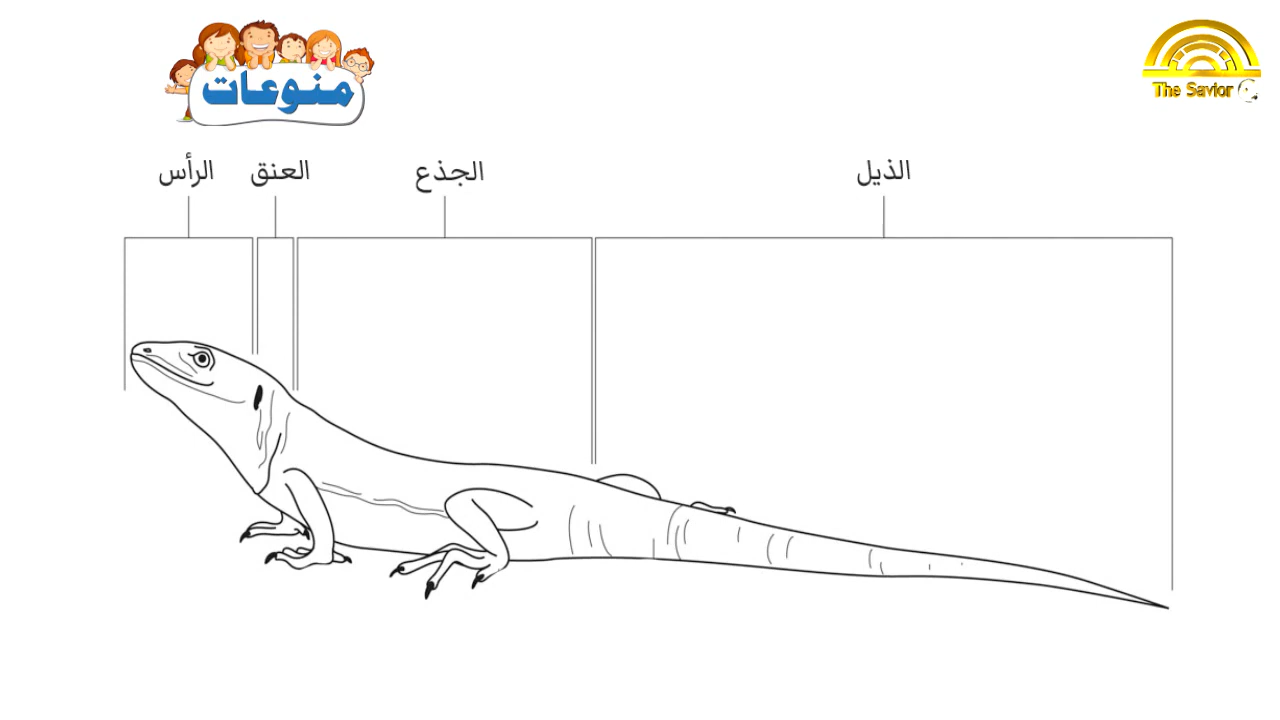 منوعات
The Savior
الرأس
العنق
الجذع
الذيل